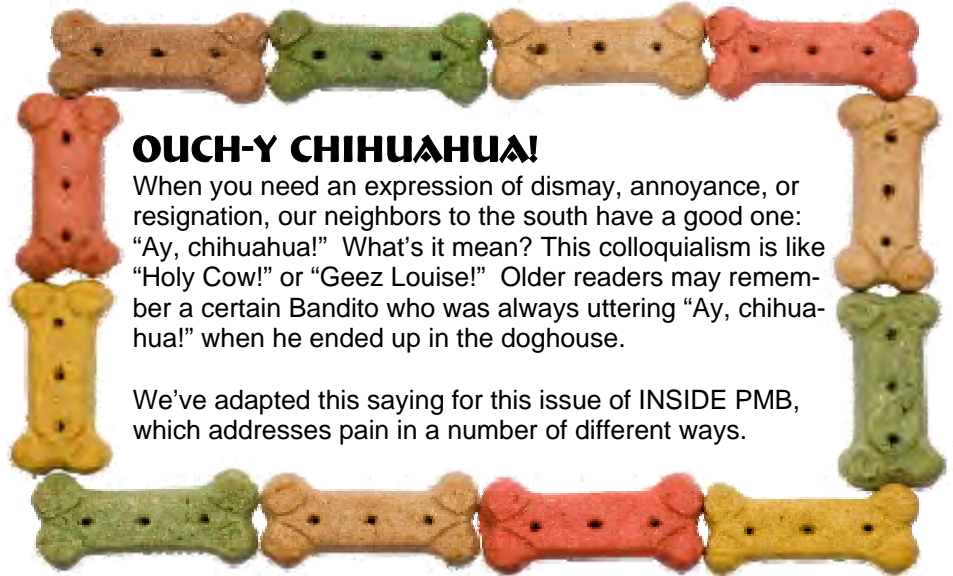 OUCH-Y CHIHUAHUA!
When you need an expression of dismay, annoyance, or
resignation, our neighbors to the south have a good one:
“Ay, chihuahua!”  What’s it mean? This colloquialism is like
“Holy Cow!” or “Geez Louise!”  Older readers may remem-
ber a certain Bandito who was always uttering “Ay, chihua-
hua!” when he ended up in the doghouse.

We’ve adapted this saying for this issue of INSIDE PMB,
which addresses pain in a number of different ways.